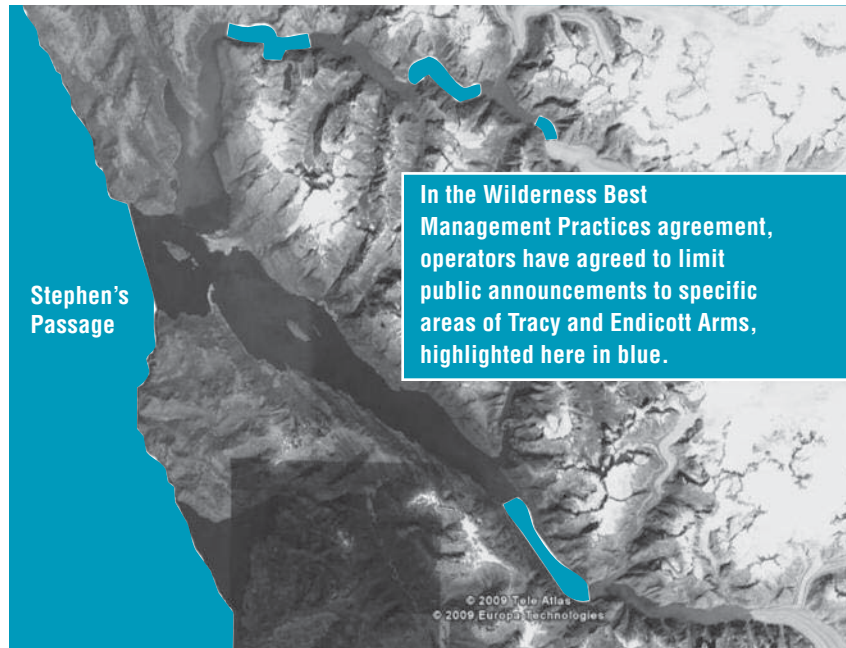 In the Wilderness Best
Management Practices agreement,
operators have agreed to limit
public announcements to specific
areas of Tracy and Endicott Arms,
highlighted here in blue.
Stephen's
Passage
© 2009 Tele Atlas
© 2009 Europa Technologies